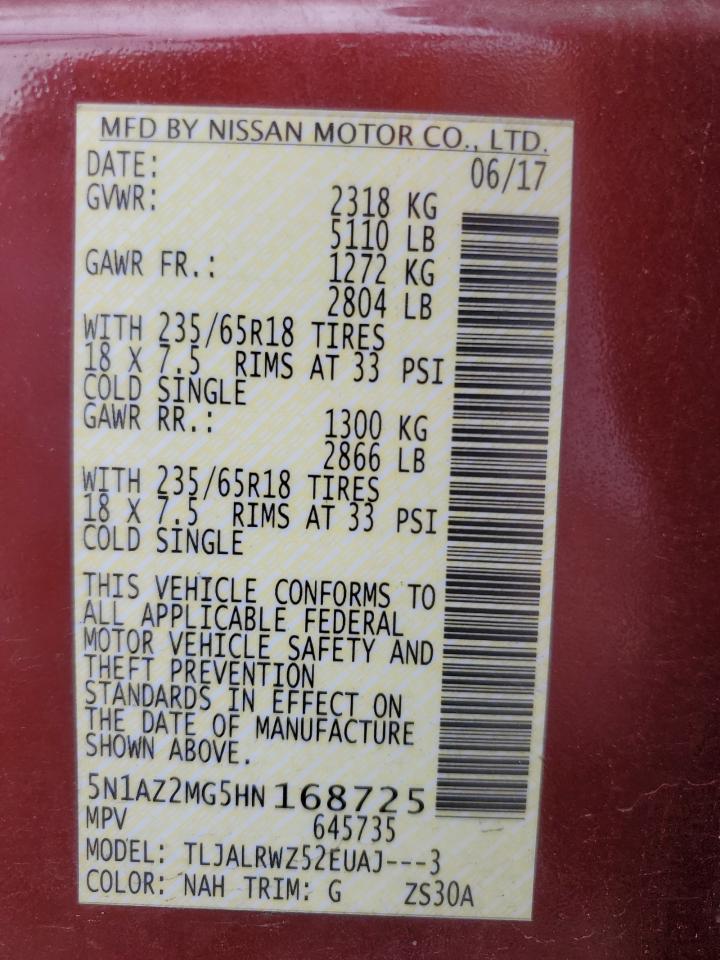 MFD BY NISSAN MOTOR CO., LTD.
DATE: 06/17
GVWR: 2318 KG
5110 LB
GAWR FR.: 1272 KG
2804 LB
WITH 235/65R18 TIRES
18 X 7.5 RIMS AT 33 PSI
COLD SINGLE
GAWR RR.: 1300 KG
2866 LB
WITH 235/65R18 TIRES
18 X 7.5 RIMS AT 33 PSI
COLD SINGLE
THIS VEHICLE CONFORMS TO
ALL APPLICABLE FEDERAL
MOTOR VEHICLE SAFETY AND
THEFT PREVENTION
STANDARDS IN EFFECT ON
THE DATE OF MANUFACTURE
SHOWN ABOVE.
5N1AZ2MG5HN168725
MPV 645735
MODEL: TLJALRWZ52EUAJ---3
COLOR: NAH TRIM: G ZS30A